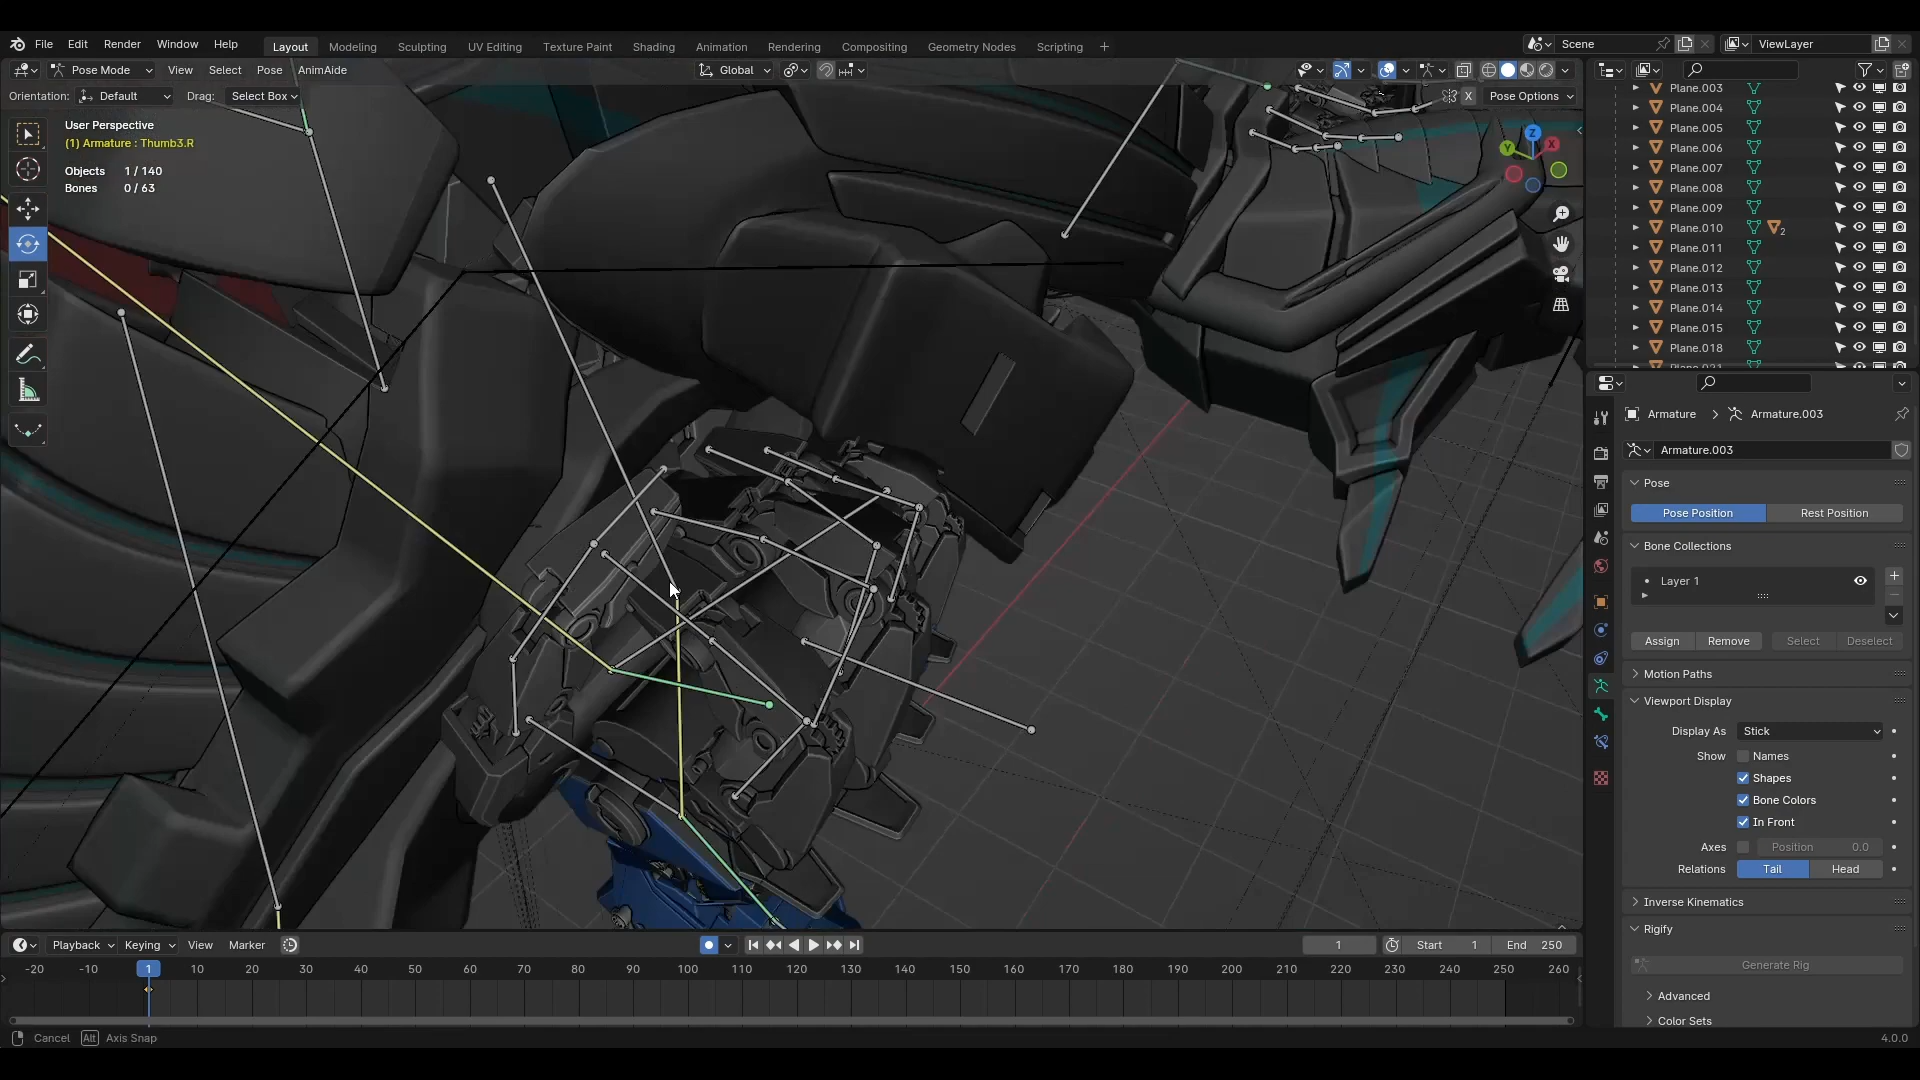 File Edit Render Window Help Layout Modeling Sculpting UV Editing Texture Paint Shading Animation Rendering Compositing Geometry Nodes Scripting + Scene ViewLayer
Pose Mode View Select Pose AnimAide Global
Orientation: Default Drag: Select Box X Pose Options
User Perspective
(1) Armature : Thumb3.R
Objects 1 / 140
Bones 0 / 63
Z
Y
X
Plane.003
Plane.004
Plane.005
Plane.006
Plane.007
Plane.008
Plane.009
Plane.010 2
Plane.011
Plane.012
Plane.013
Plane.014
Plane.015
Plane.018
Armature > Armature.003
Armature.003
Pose
Pose Position Rest Position
Bone Collections
Layer 1
Assign Remove Select Deselect
Motion Paths
Viewport Display
Display As Stick
Show Names
Shapes
Bone Colors
In Front
Axes Position 0.0
Relations Tail Head
Inverse Kinematics
Rigify
Generate Rig
Advanced
Color Sets
Playback Keying View Marker 1 Start 1 End 250
-20 -10 1 10 20 30 40 50 60 70 80 90 100 110 120 130 140 150 160 170 180 190 200 210 220 230 240 250 260
Cancel Alt Axis Snap 4.0.0